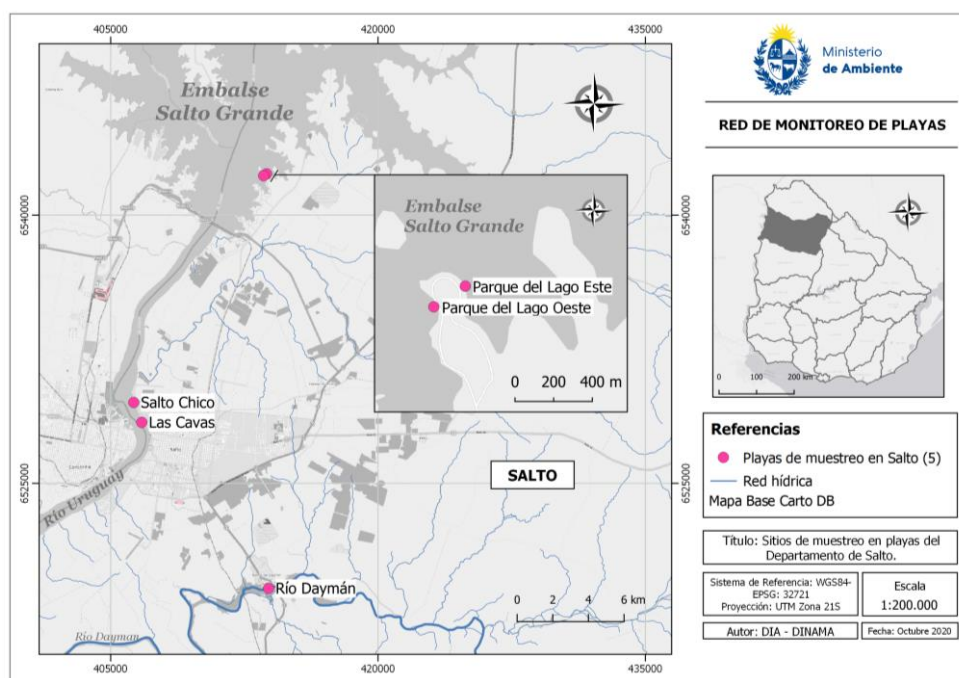 405000
420000
435000
Embalse
Salto Grande
6540000
6540000
Embalse
Salto Grande
Parque del Lago Este
Parque del Lago Oeste
0 200 400 m
Salto Chico
Las Cavas
Río Uruguay
SALTO
6525000
6525000
Río Daymán
0 2 4 6 km
Río Dayman
405000
420000
435000
Ministerio
de Ambiente
RED DE MONITOREO DE PLAYAS
0 100 200 km
Referencias
Playas de muestreo en Salto (5)
Red hídrica
Mapa Base Carto DB
Título: Sitios de muestreo en playas del
Departamento de Salto.
Sistema de Referencia: WGS84-
EPSG: 32721
Proyección: UTM Zona 21S
Escala
1:200.000
Autor: DIA - DINAMA
Fecha: Octubre 2020